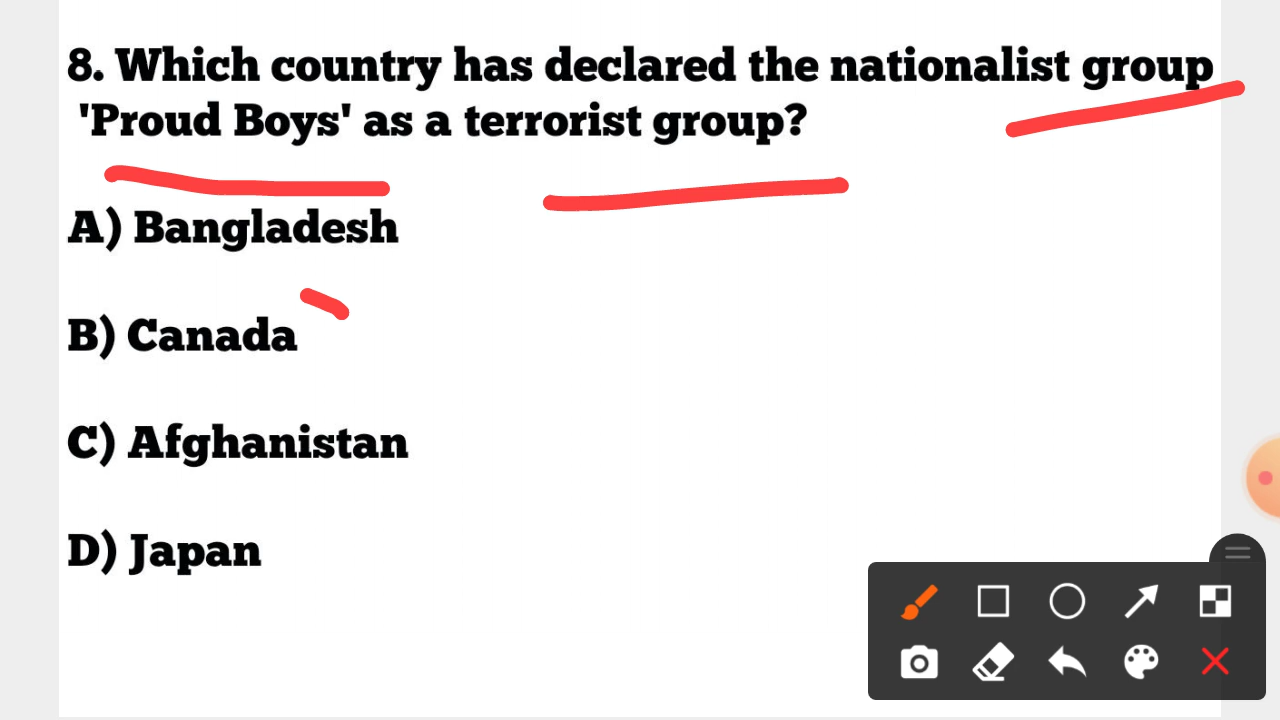 8. Which country has declared the nationalist group
'Proud Boys' as a terrorist group?
A) Bangladesh
B) Canada
C) Afghanistan
D) Japan